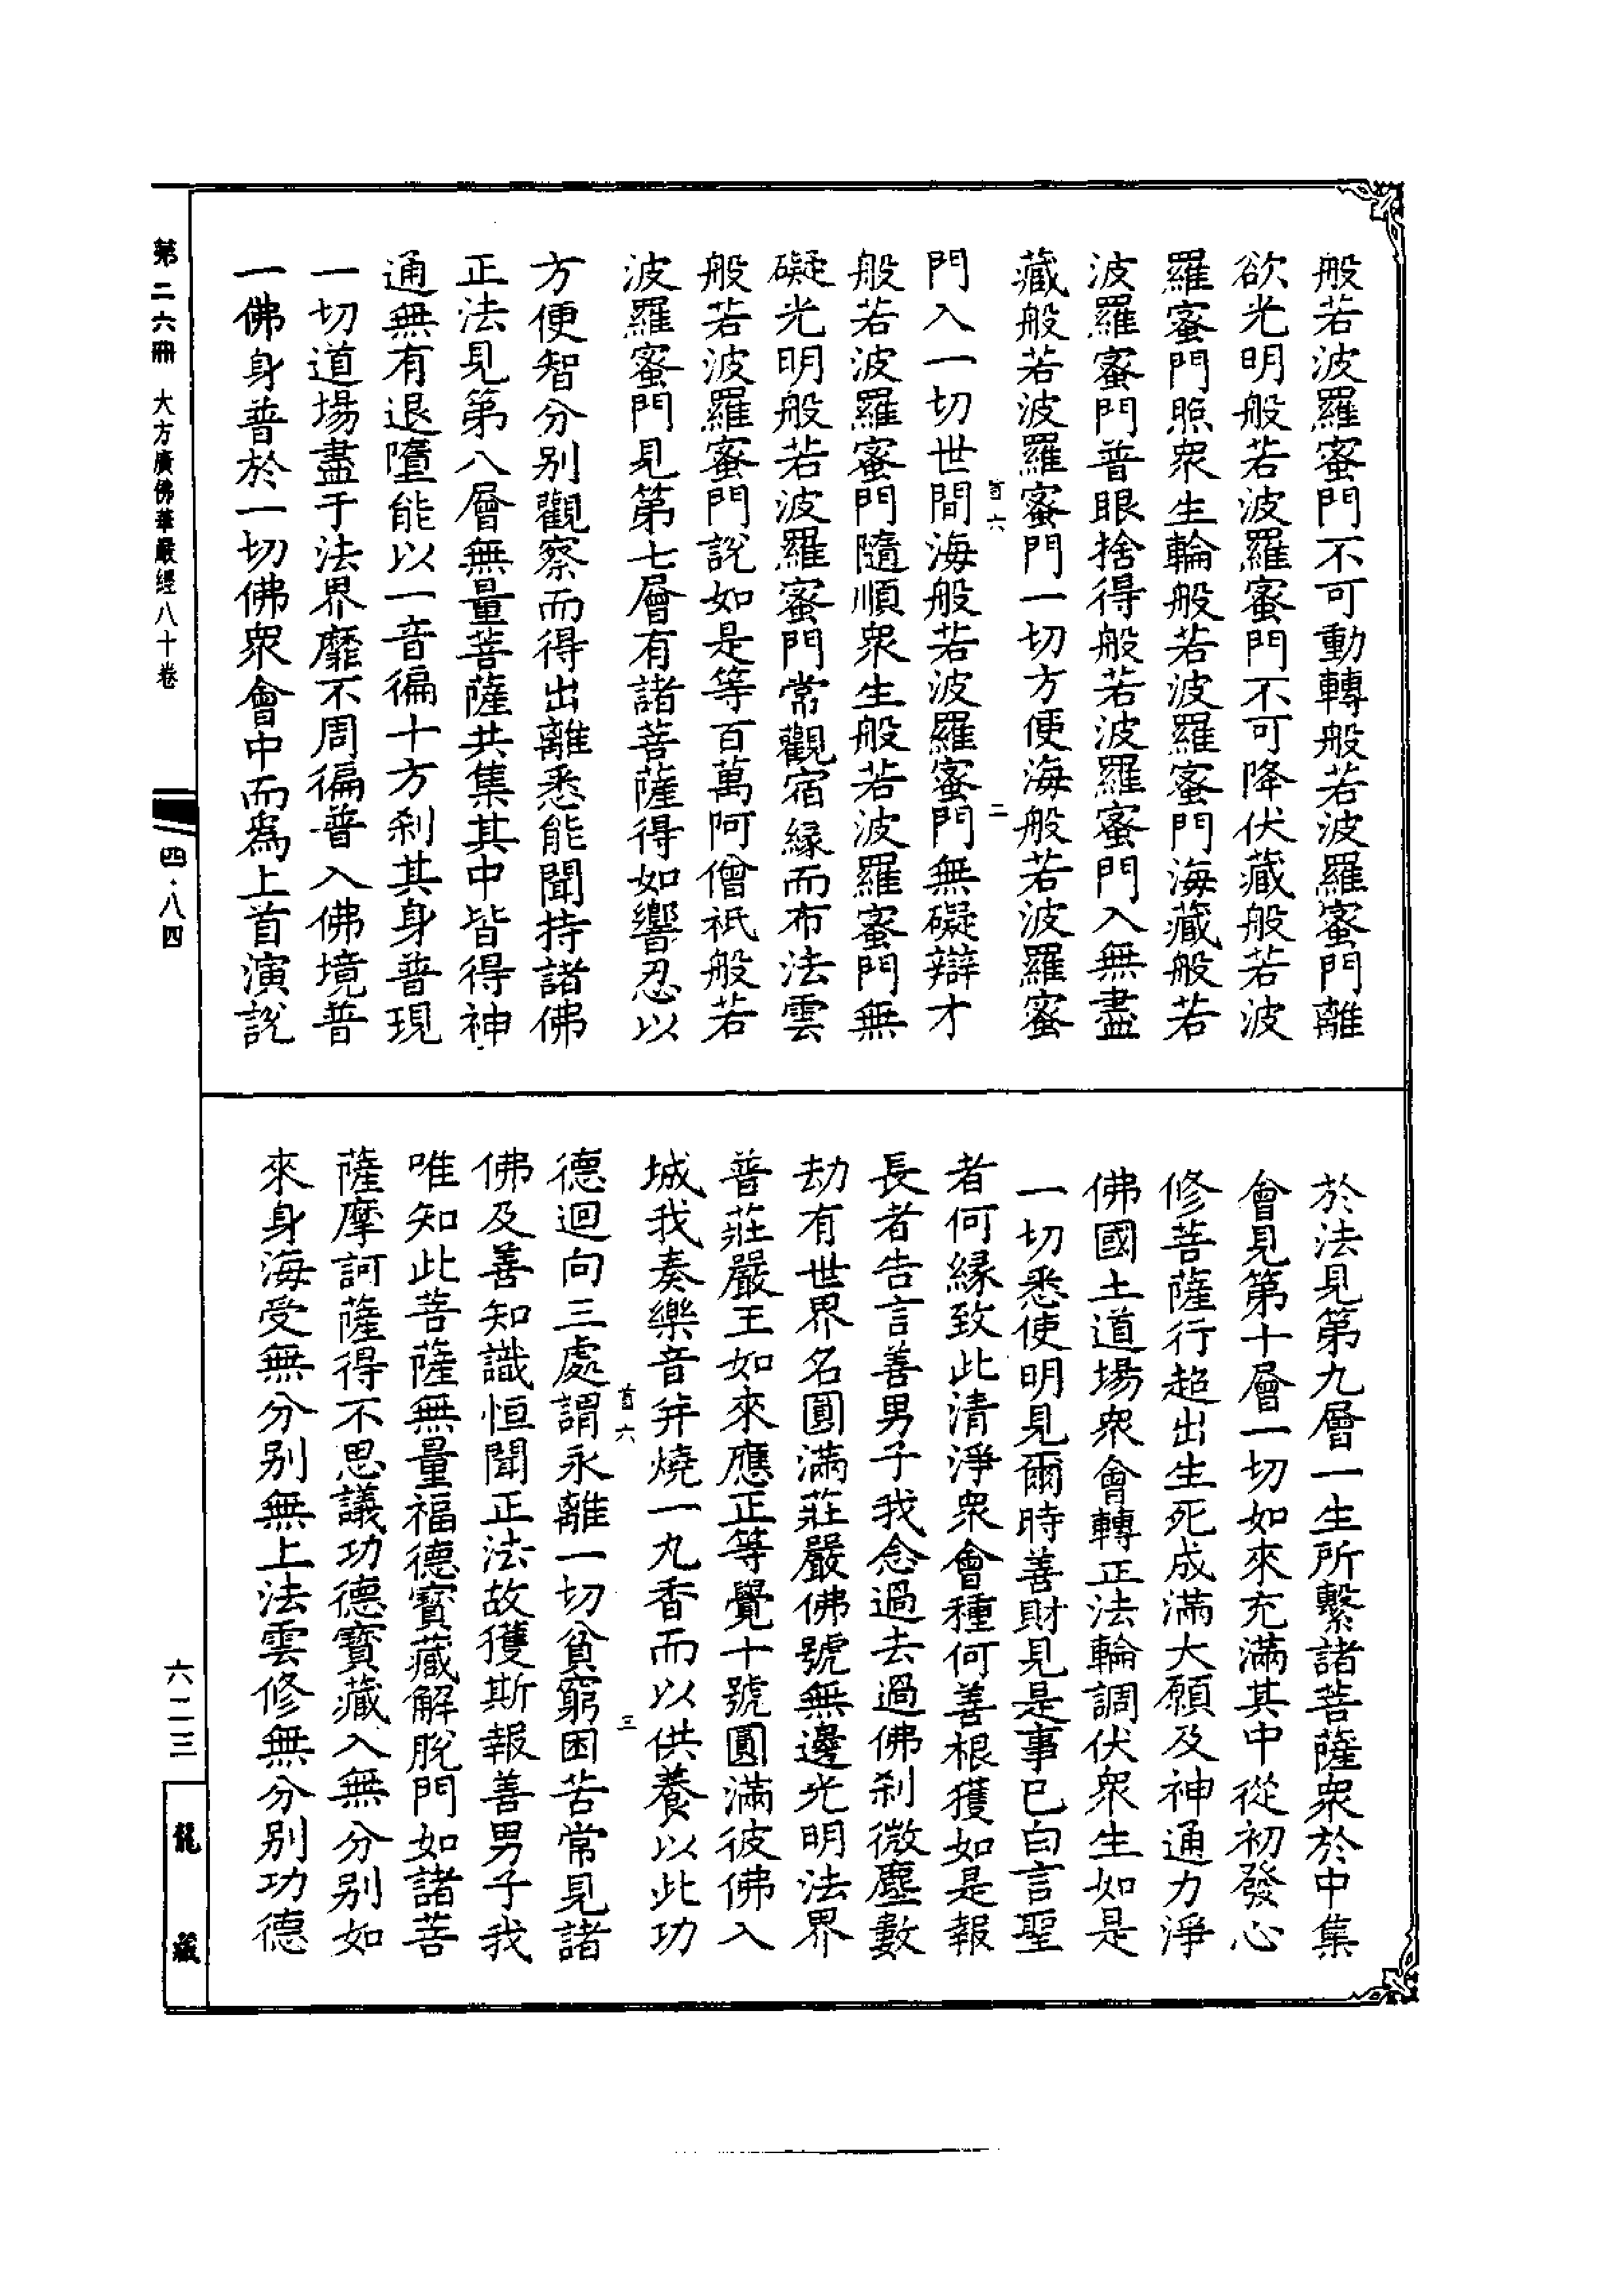 般若波羅蜜門不可動轉般若波羅蜜門離
欲光明般若波羅蜜門不可降伏藏般若波
羅蜜門照衆生輪般若波羅蜜門海藏般若
波羅蜜門普眼捨得般若波羅蜜門入無盡
藏般若波羅蜜門一切方便海般若波羅蜜
首六 二
門入一切世間海般若波羅蜜門無礙辯才
般若波羅蜜門隨順衆生般若波羅蜜門無
礙光明般若波羅蜜門常觀宿緣而布法雲
般若波羅蜜門說如是等百萬阿僧祇般若
波羅蜜門見第七層有諸菩薩得如響忍以
方便智分別觀察而得出離悉能聞持諸佛
正法見第八層無量菩薩共集其中皆得神
通無有退墮能以一音徧十方刹其身普現
一切道場盡于法界靡不周徧普入佛境普
一佛身普於一切佛衆會中而爲上首演說
於法見第九層一生所繫諸菩薩衆於中集
會見第十層一切如來充滿其中從初發心
修菩薩行超出生死成滿大願及神通力淨
佛國土道場衆會轉正法輪調伏衆生如是
一切悉使明見爾時善財見是事已白言聖
者何緣致此清淨衆會種何善根獲如是報
長者告言善男子我念過去過佛刹微塵數
劫有世界名圓滿莊嚴佛號無邊光明法界
普莊嚴王如來應正等覺十號圓滿彼佛入
城我奏樂音并燒一丸香而以供養以此功
首六 三
德迴向三處謂永離一切貧窮困苦常見諸
佛及善知識恒聞正法故獲斯報善男子我
唯知此菩薩無量福德寶藏解脫門如諸菩
薩摩訶薩得不思議功德寶藏入無分別如
來身海受無分別無上法雲修無分別功德
第二六冊 大方廣佛華嚴經八十卷
四·八四
六二三
龍藏